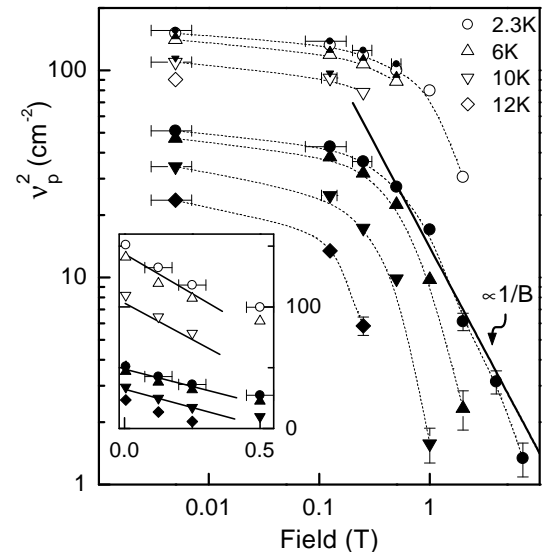 2.3K
6K
10K
12K
100
10
1
ν_p^2 (cm^-2)
∝1/B
100
0
0.0 0.5
0.01 0.1 1
Field (T)